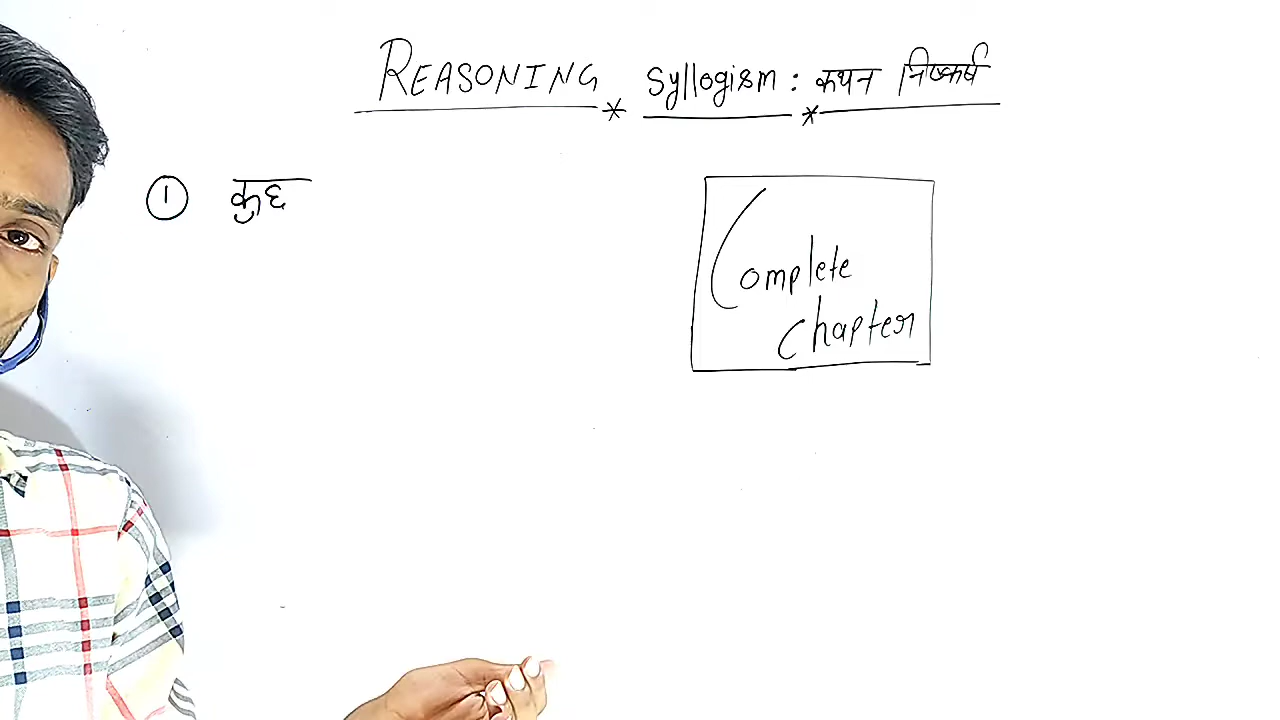 REASONING * Syllogism : * कथन निष्कर्ष
① कुछ
Complete
Chapter